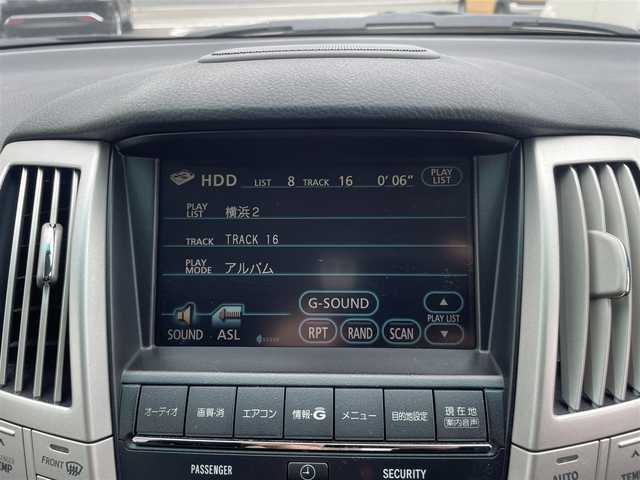 HDD LIST 8 TRACK 16 0' 06" PLAY LIST
PLAY LIST 横浜2
TRACK TRACK 16
PLAY MODE アルバム
G-SOUND
SOUND ASL RPT RAND SCAN PLAY LIST
オーディオ 画質・消 エアコン 情報・G メニュー 目的地設定 現在地 案内音声
FRONT PASSENGER SECURITY AUTO